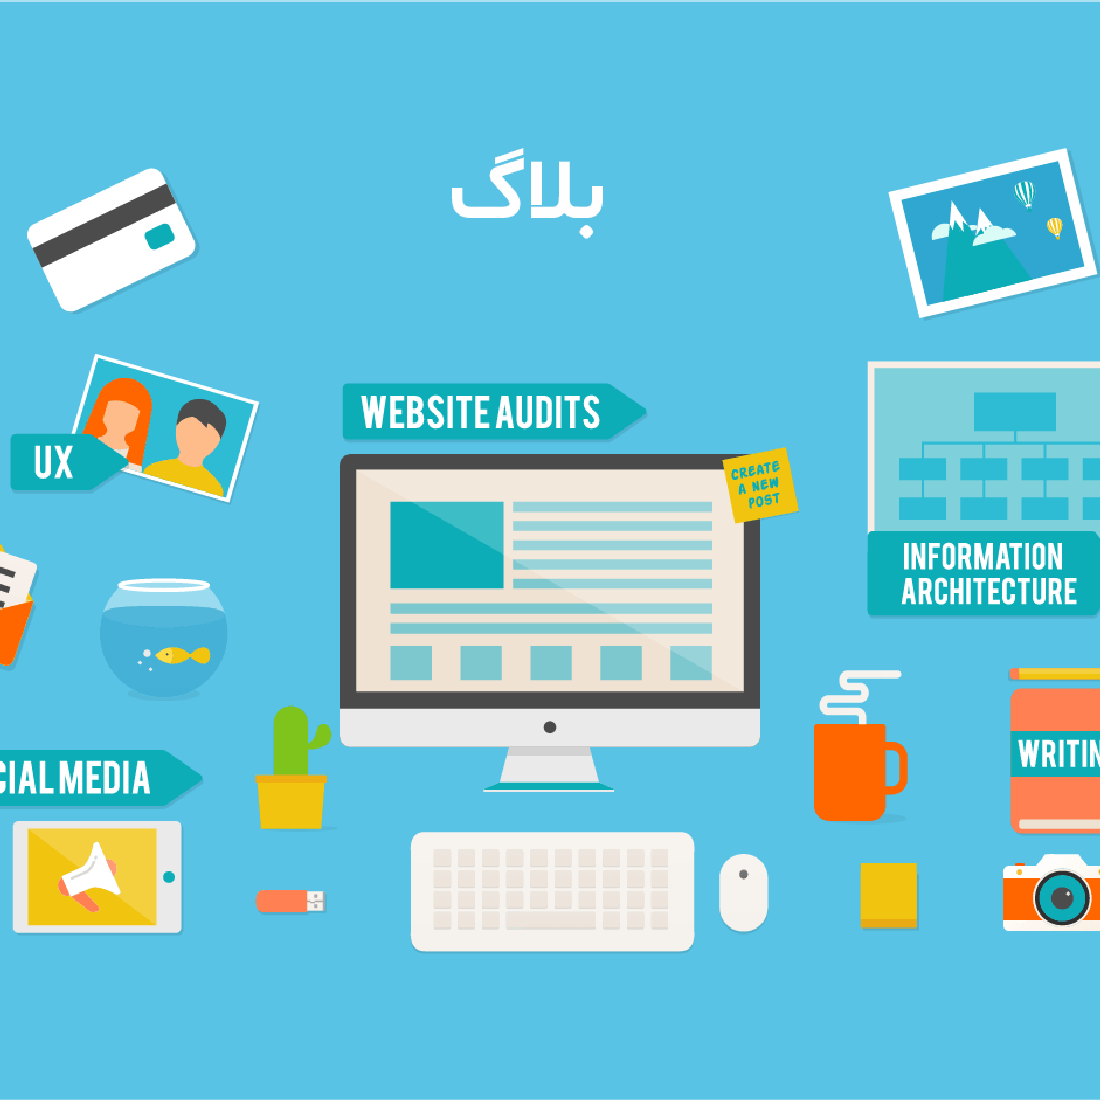 بلاگ
WEBSITE AUDITS
UX
CREATE
A NEW
POST
INFORMATION
ARCHITECTURE
CIAL MEDIA
WRITIN